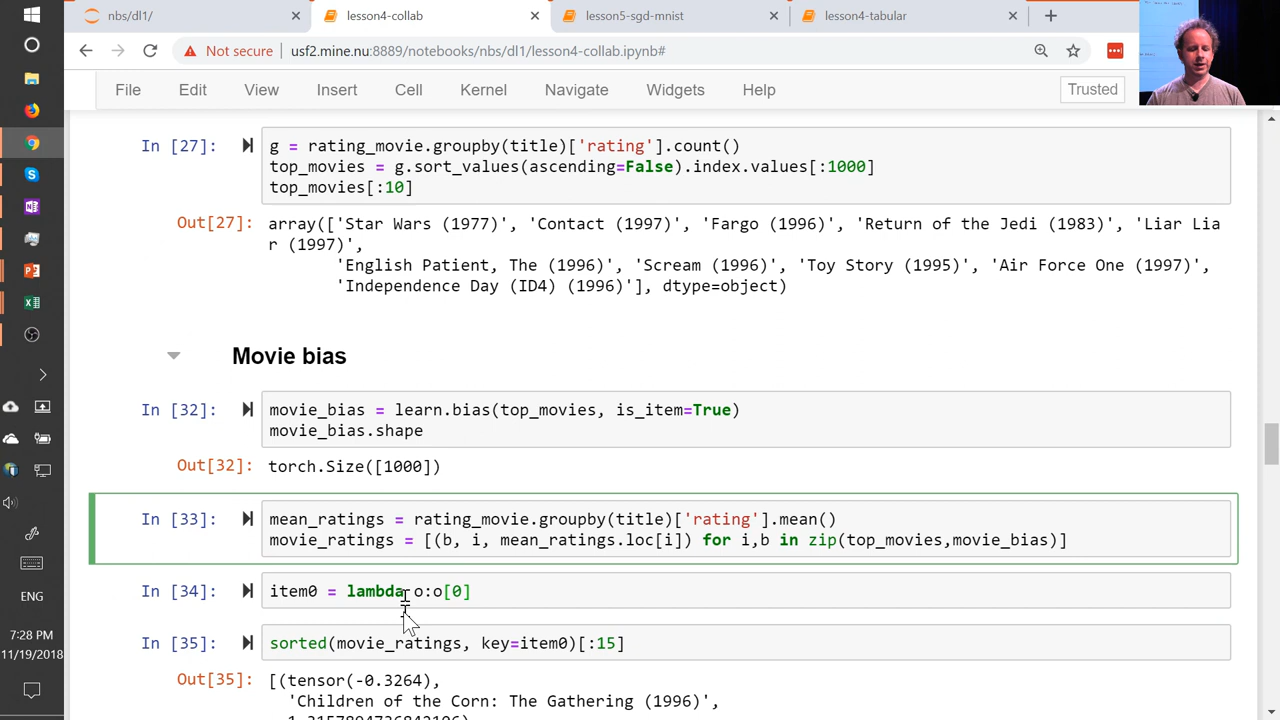 nbs/dl1/
lesson4-collab
lesson5-sgd-mnist
lesson4-tabular
Not secure
usf2.mine.nu:8889/notebooks/nbs/dl1/lesson4-collab.ipynb#
File
Edit
View
Insert
Cell
Kernel
Navigate
Widgets
Help
Trusted
In [27]:
g = rating_movie.groupby(title)['rating'].count()
top_movies = g.sort_values(ascending=False).index.values[:1000]
top_movies[:10]
Out[27]:
array(['Star Wars (1977)', 'Contact (1997)', 'Fargo (1996)', 'Return of the Jedi (1983)', 'Liar Lia
r (1997)',
'English Patient, The (1996)', 'Scream (1996)', 'Toy Story (1995)', 'Air Force One (1997)',
'Independence Day (ID4) (1996)'], dtype=object)
Movie bias
In [32]:
movie_bias = learn.bias(top_movies, is_item=True)
movie_bias.shape
Out[32]:
torch.Size([1000])
In [33]:
mean_ratings = rating_movie.groupby(title)['rating'].mean()
movie_ratings = [(b, i, mean_ratings.loc[i]) for i,b in zip(top_movies,movie_bias)]
In [34]:
item0 = lambda o:o[0]
In [35]:
sorted(movie_ratings, key=item0)[:15]
Out[35]:
[(tensor(-0.3264),
'Children of the Corn: The Gathering (1996)',
ENG
7:28 PM
11/19/2018